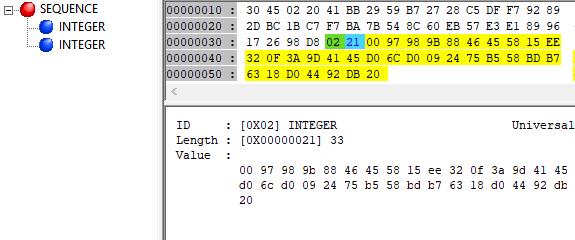 SEQUENCE
INTEGER
INTEGER
00000010 : 30 45 02 20 41 BB 29 59 B7 27 28 C5 DF F7 92 89
00000020 : 2D BC 1B C7 F7 BA 7B 54 8C 60 EB 57 E3 E1 89 96
00000030 : 17 26 98 D8 02 21 00 97 98 9B 88 46 45 58 15 EE
00000040 : 32 0F 3A 9D 41 45 D0 6C D0 09 24 75 B5 58 BD B7
00000050 : 63 18 D0 44 92 DB 20
ID : [0X02] INTEGER Universal
Length : [0X00000021] 33
Value :
00 97 98 9b 88 46 45 58 15 ee 32 0f 3a 9d 41 45
d0 6c d0 09 24 75 b5 58 bd b7 63 18 d0 44 92 db
20